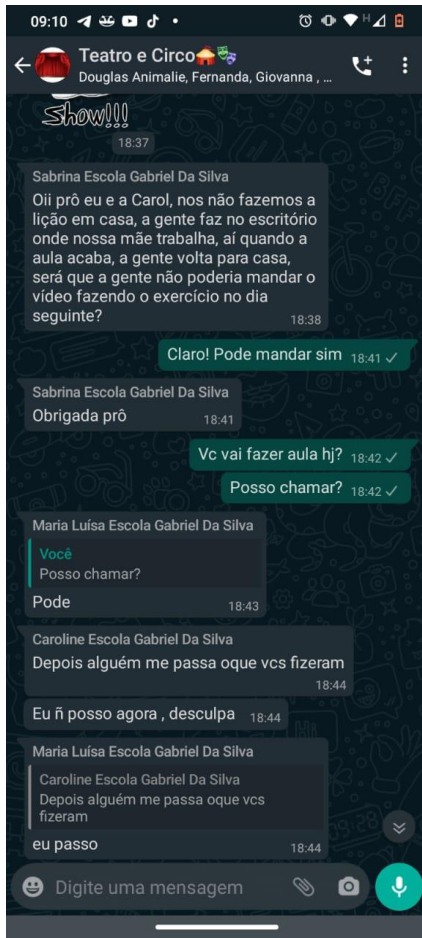 09:10
Teatro e Circo🎪🎭
Douglas Animalie, Fernanda, Giovanna , ...
Show!!!
18:37
Sabrina Escola Gabriel Da Silva
Oii prô eu e a Carol, nos não fazemos a
lição em casa, a gente faz no escritório
onde nossa mãe trabalha, aí quando a
aula acaba, a gente volta para casa,
será que a gente não poderia mandar o
vídeo fazendo o exercício no dia
seguinte? 18:38
Claro! Pode mandar sim 18:41
Sabrina Escola Gabriel Da Silva
Obrigada prô 18:41
Vc vai fazer aula hj? 18:42
Posso chamar? 18:42
Maria Luísa Escola Gabriel Da Silva
Você
Posso chamar?
Pode 18:43
Caroline Escola Gabriel Da Silva
Depois alguém me passa oque vcs fizeram
18:44
Eu ñ posso agora , desculpa 18:44
Maria Luísa Escola Gabriel Da Silva
Caroline Escola Gabriel Da Silva
Depois alguém me passa oque vcs
fizeram
eu passo 18:44
Digite uma mensagem